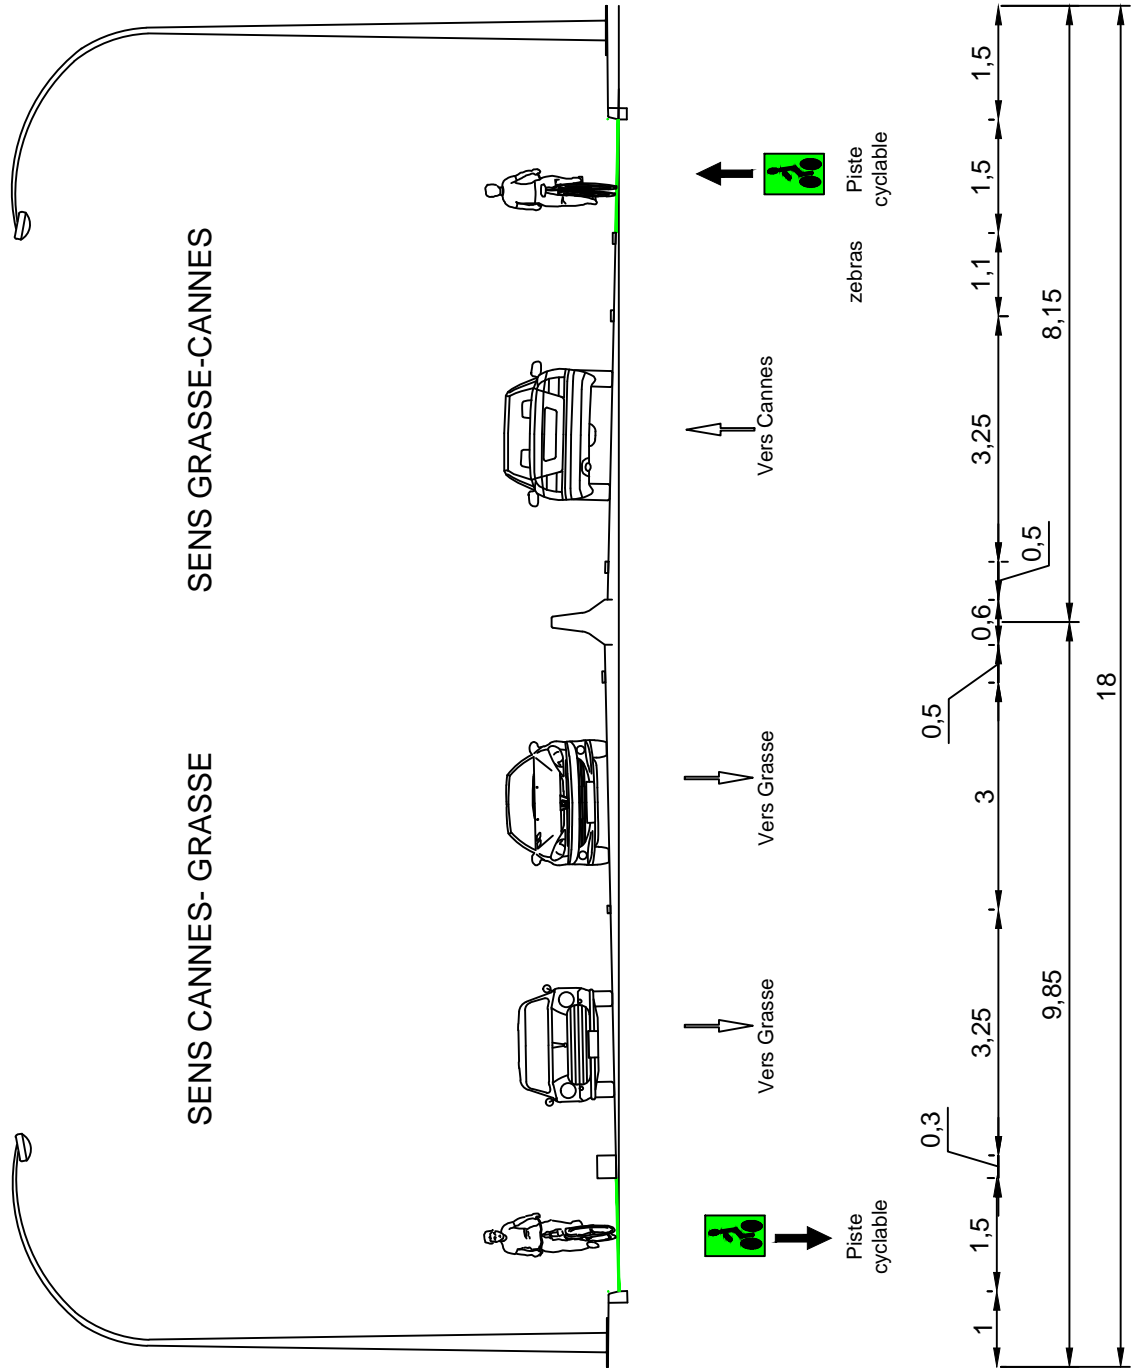 SENS CANNES- GRASSE
SENS GRASSE-CANNES
Piste
cyclable
Vers Grasse
Vers Grasse
Vers Cannes
zebras
Piste
cyclable
1
1,5
0,3
3,25
3
0,5
0,6
0,5
3,25
1,1
1,5
1,5
9,85
8,15
18